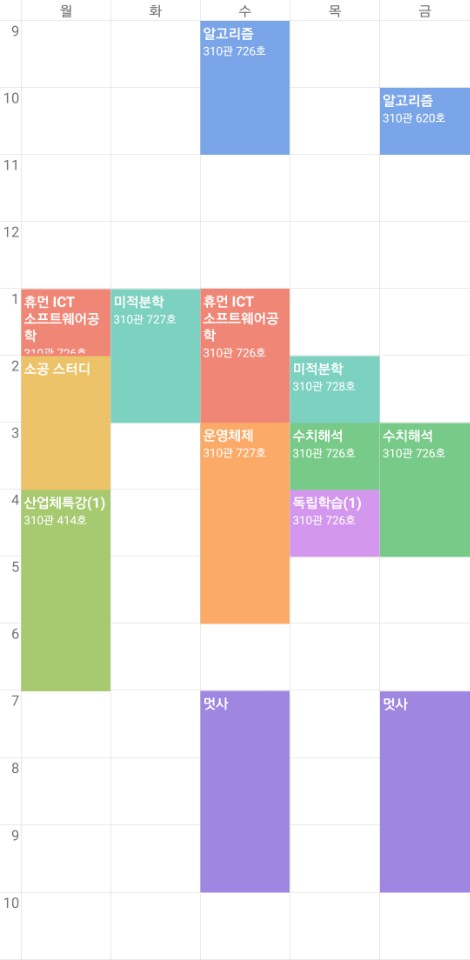 월 화 수 목 금
9
알고리즘
310관 726호
10
알고리즘
310관 620호
11
12
1
휴먼 ICT
소프트웨어공
학
310관 726호
미적분학
310관 727호
휴먼 ICT
소프트웨어공
학
310관 726호
2
소공 스터디
미적분학
310관 728호
3
운영체제
310관 727호
수치해석
310관 726호
수치해석
310관 726호
4
산업체특강(1)
310관 414호
독립학습(1)
310관 726호
5
6
7
멋사
멋사
8
9
10